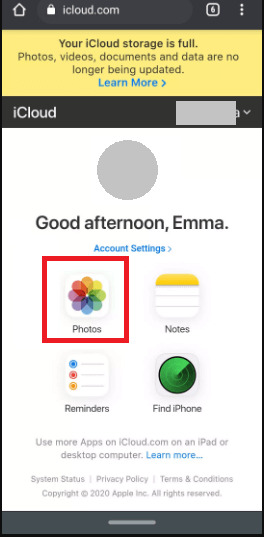 icloud.com
6
Your iCloud storage is full.
Photos, videos, documents and data are no
longer being updated.
Learn More >
iCloud
a
Good afternoon, Emma.
Account Settings >
Photos
Notes
Reminders
Find iPhone
Use more Apps on iCloud.com on an iPad or
desktop computer. Learn more...
System Status | Privacy Policy | Terms & Conditions
Copyright © 2020 Apple Inc. All rights reserved.